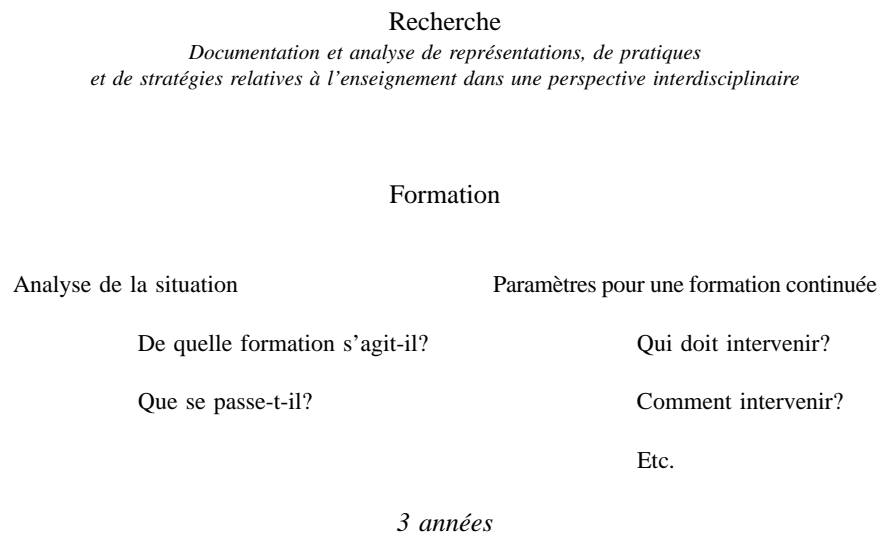 Recherche
Documentation et analyse de représentations, de pratiques
et de stratégies relatives à l’enseignement dans une perspective interdisciplinaire
Formation
Analyse de la situation
Paramètres pour une formation continuée
De quelle formation s’agit-il?
Qui doit intervenir?
Que se passe-t-il?
Comment intervenir?
Etc.
3 années